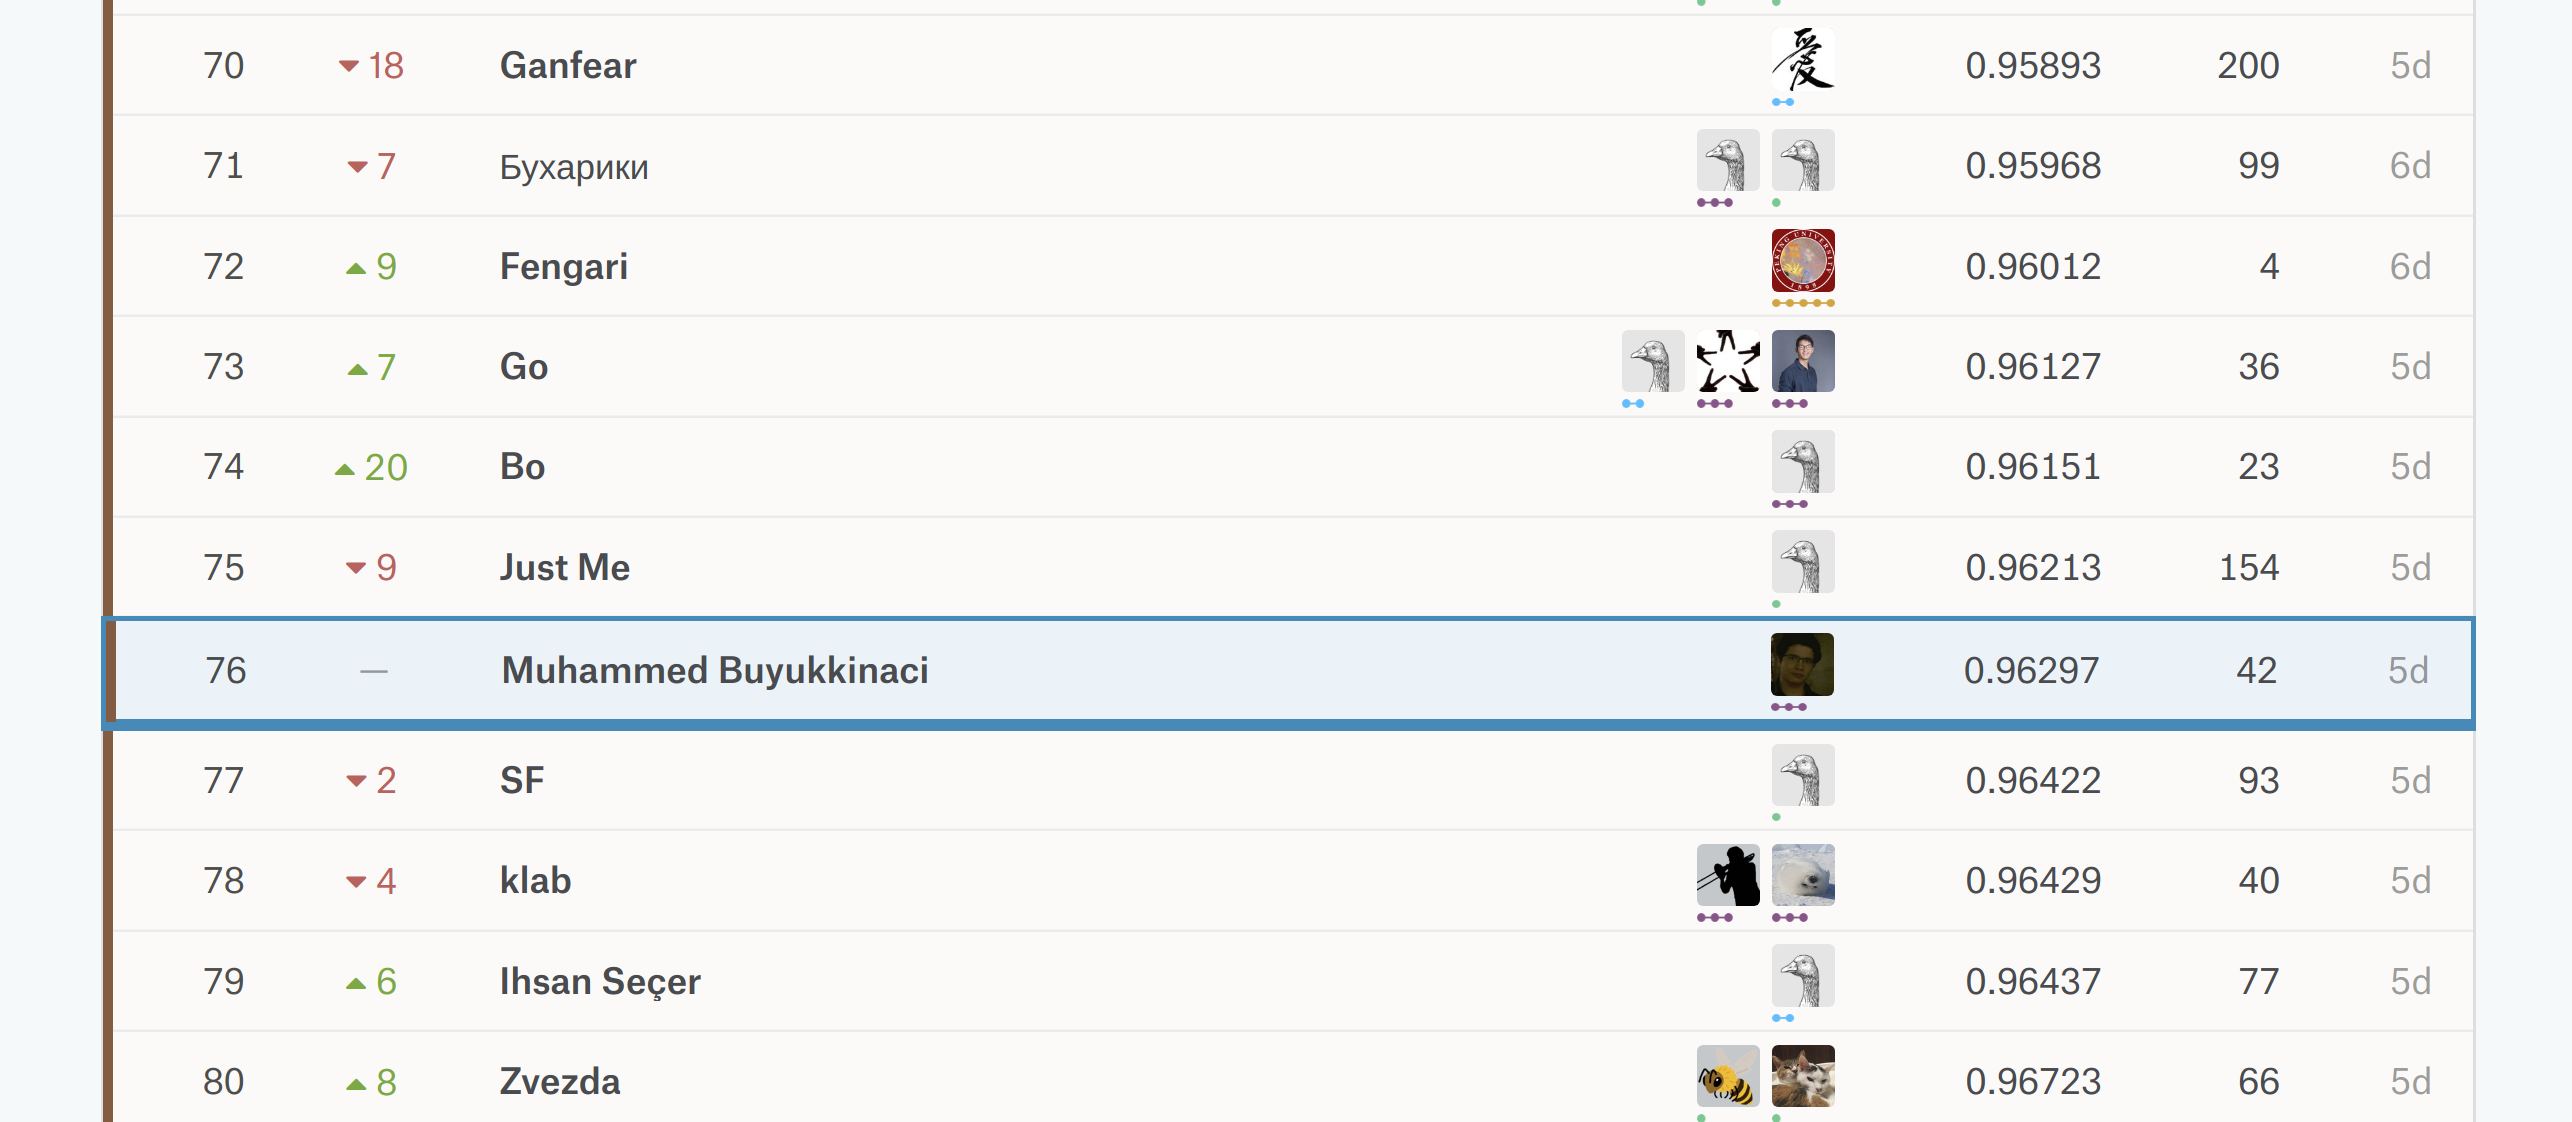 70 18 Ganfear 愛 0.95893 200 5d
71 7 Бухарики 0.95968 99 6d
72 9 Fengari PEKING UNIVERSITY 1898 0.96012 4 6d
73 7 Go 0.96127 36 5d
74 20 Bo 0.96151 23 5d
75 9 Just Me 0.96213 154 5d
76 — Muhammed Buyukkinaci 0.96297 42 5d
77 2 SF 0.96422 93 5d
78 4 klab 0.96429 40 5d
79 6 Ihsan Seçer 0.96437 77 5d
80 8 Zvezda 0.96723 66 5d